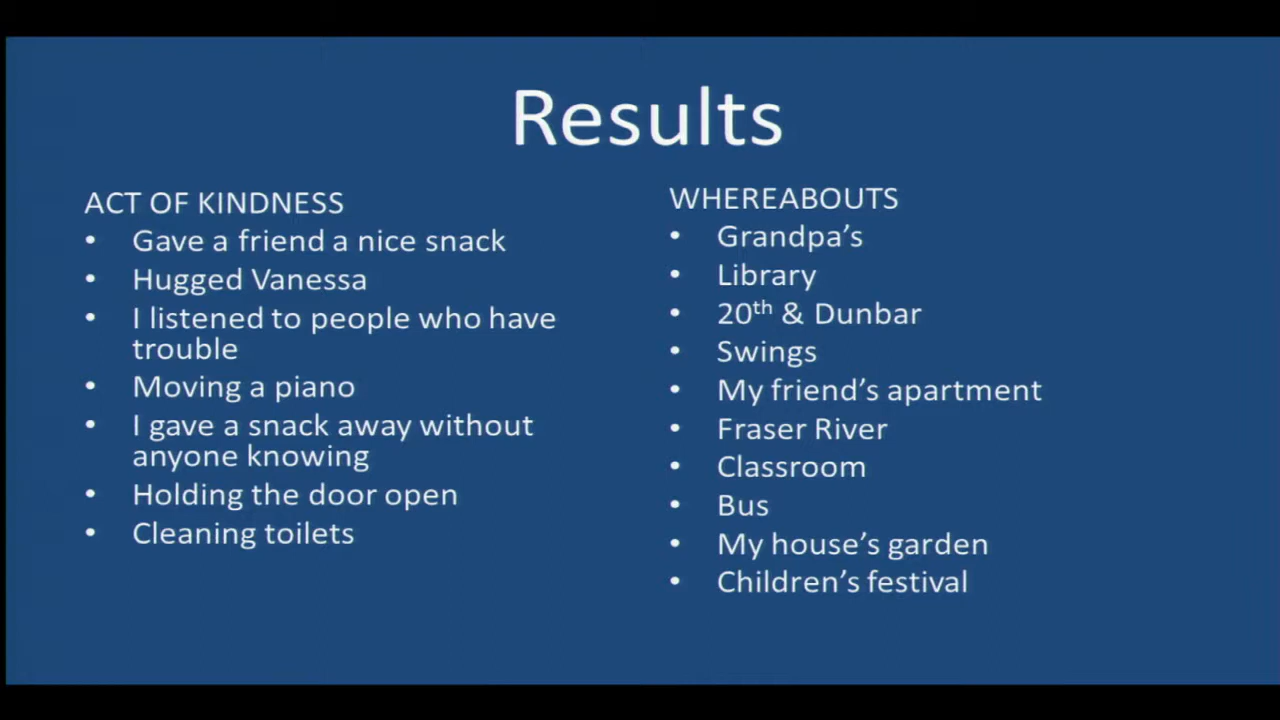 Results
ACT OF KINDNESS
• Gave a friend a nice snack
• Hugged Vanessa
• I listened to people who have
trouble
• Moving a piano
• I gave a snack away without
anyone knowing
• Holding the door open
• Cleaning toilets
WHEREABOUTS
• Grandpa’s
• Library
• 20th & Dunbar
• Swings
• My friend’s apartment
• Fraser River
• Classroom
• Bus
• My house’s garden
• Children’s festival